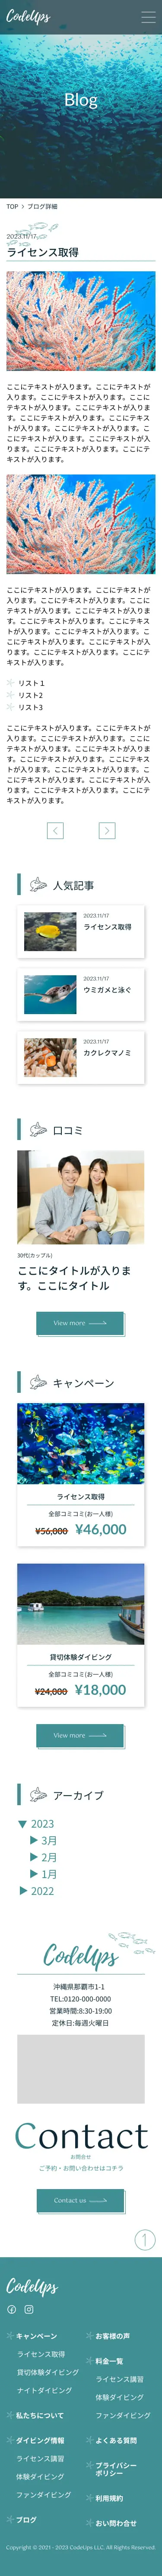 CodeUps
Blog
TOP > ブログ詳細
2023.11/17
ライセンス取得
ここにテキストが入ります。ここにテキストが
入ります。ここにテキストが入ります。ここに
テキストが入ります。ここにテキストが入りま
す。ここにテキストが入ります。ここにテキス
トが入ります。ここにテキストが入ります。こ
こにテキストが入ります。ここにテキストが入
ります。ここにテキストが入ります。ここにテ
キストが入ります。
ここにテキストが入ります。ここにテキストが
入ります。ここにテキストが入ります。ここに
テキストが入ります。ここにテキストが入りま
す。ここにテキストが入ります。ここにテキス
トが入ります。ここにテキストが入ります。こ
こにテキストが入ります。ここにテキストが入
ります。ここにテキストが入ります。ここにテ
キストが入ります。
リスト１
リスト2
リスト3
ここにテキストが入ります。ここにテキストが
入ります。ここにテキストが入ります。ここに
テキストが入ります。ここにテキストが入りま
す。ここにテキストが入ります。ここにテキス
トが入ります。ここにテキストが入ります。こ
こにテキストが入ります。ここにテキストが入
ります。ここにテキストが入ります。ここにテ
キストが入ります。
人気記事
2023.11/17
ライセンス取得
2023.11/17
ウミガメと泳ぐ
2023.11/17
カクレクマノミ
口コミ
30代(カップル)
ここにタイトルが入りま
す。ここにタイトル
View more
キャンペーン
ライセンス取得
全部コミコミ(お一人様)
¥56,000 ¥46,000
貸切体験ダイビング
全部コミコミ(お一人様)
¥24,000 ¥18,000
View more
アーカイブ
▼ 2023
▶ 3月
▶ 2月
▶ 1月
▶ 2022
CodeUps
沖縄県那覇市1-1
TEL:0120-000-0000
営業時間:8:30-19:00
定休日:毎週火曜日
Contact
お問合せ
ご予約・お問い合わせはコチラ
Contact us
CodeUps
キャンペーン
ライセンス取得
貸切体験ダイビング
ナイトダイビング
私たちについて
ダイビング情報
ライセンス講習
体験ダイビング
ファンダイビング
ブログ
お客様の声
料金一覧
ライセンス講習
体験ダイビング
ファンダイビング
よくある質問
プライバシー
ポリシー
利用規約
お問い合わせ
Copyright © 2021 - 2023 CodeUps LLC. All Rights Reserved.